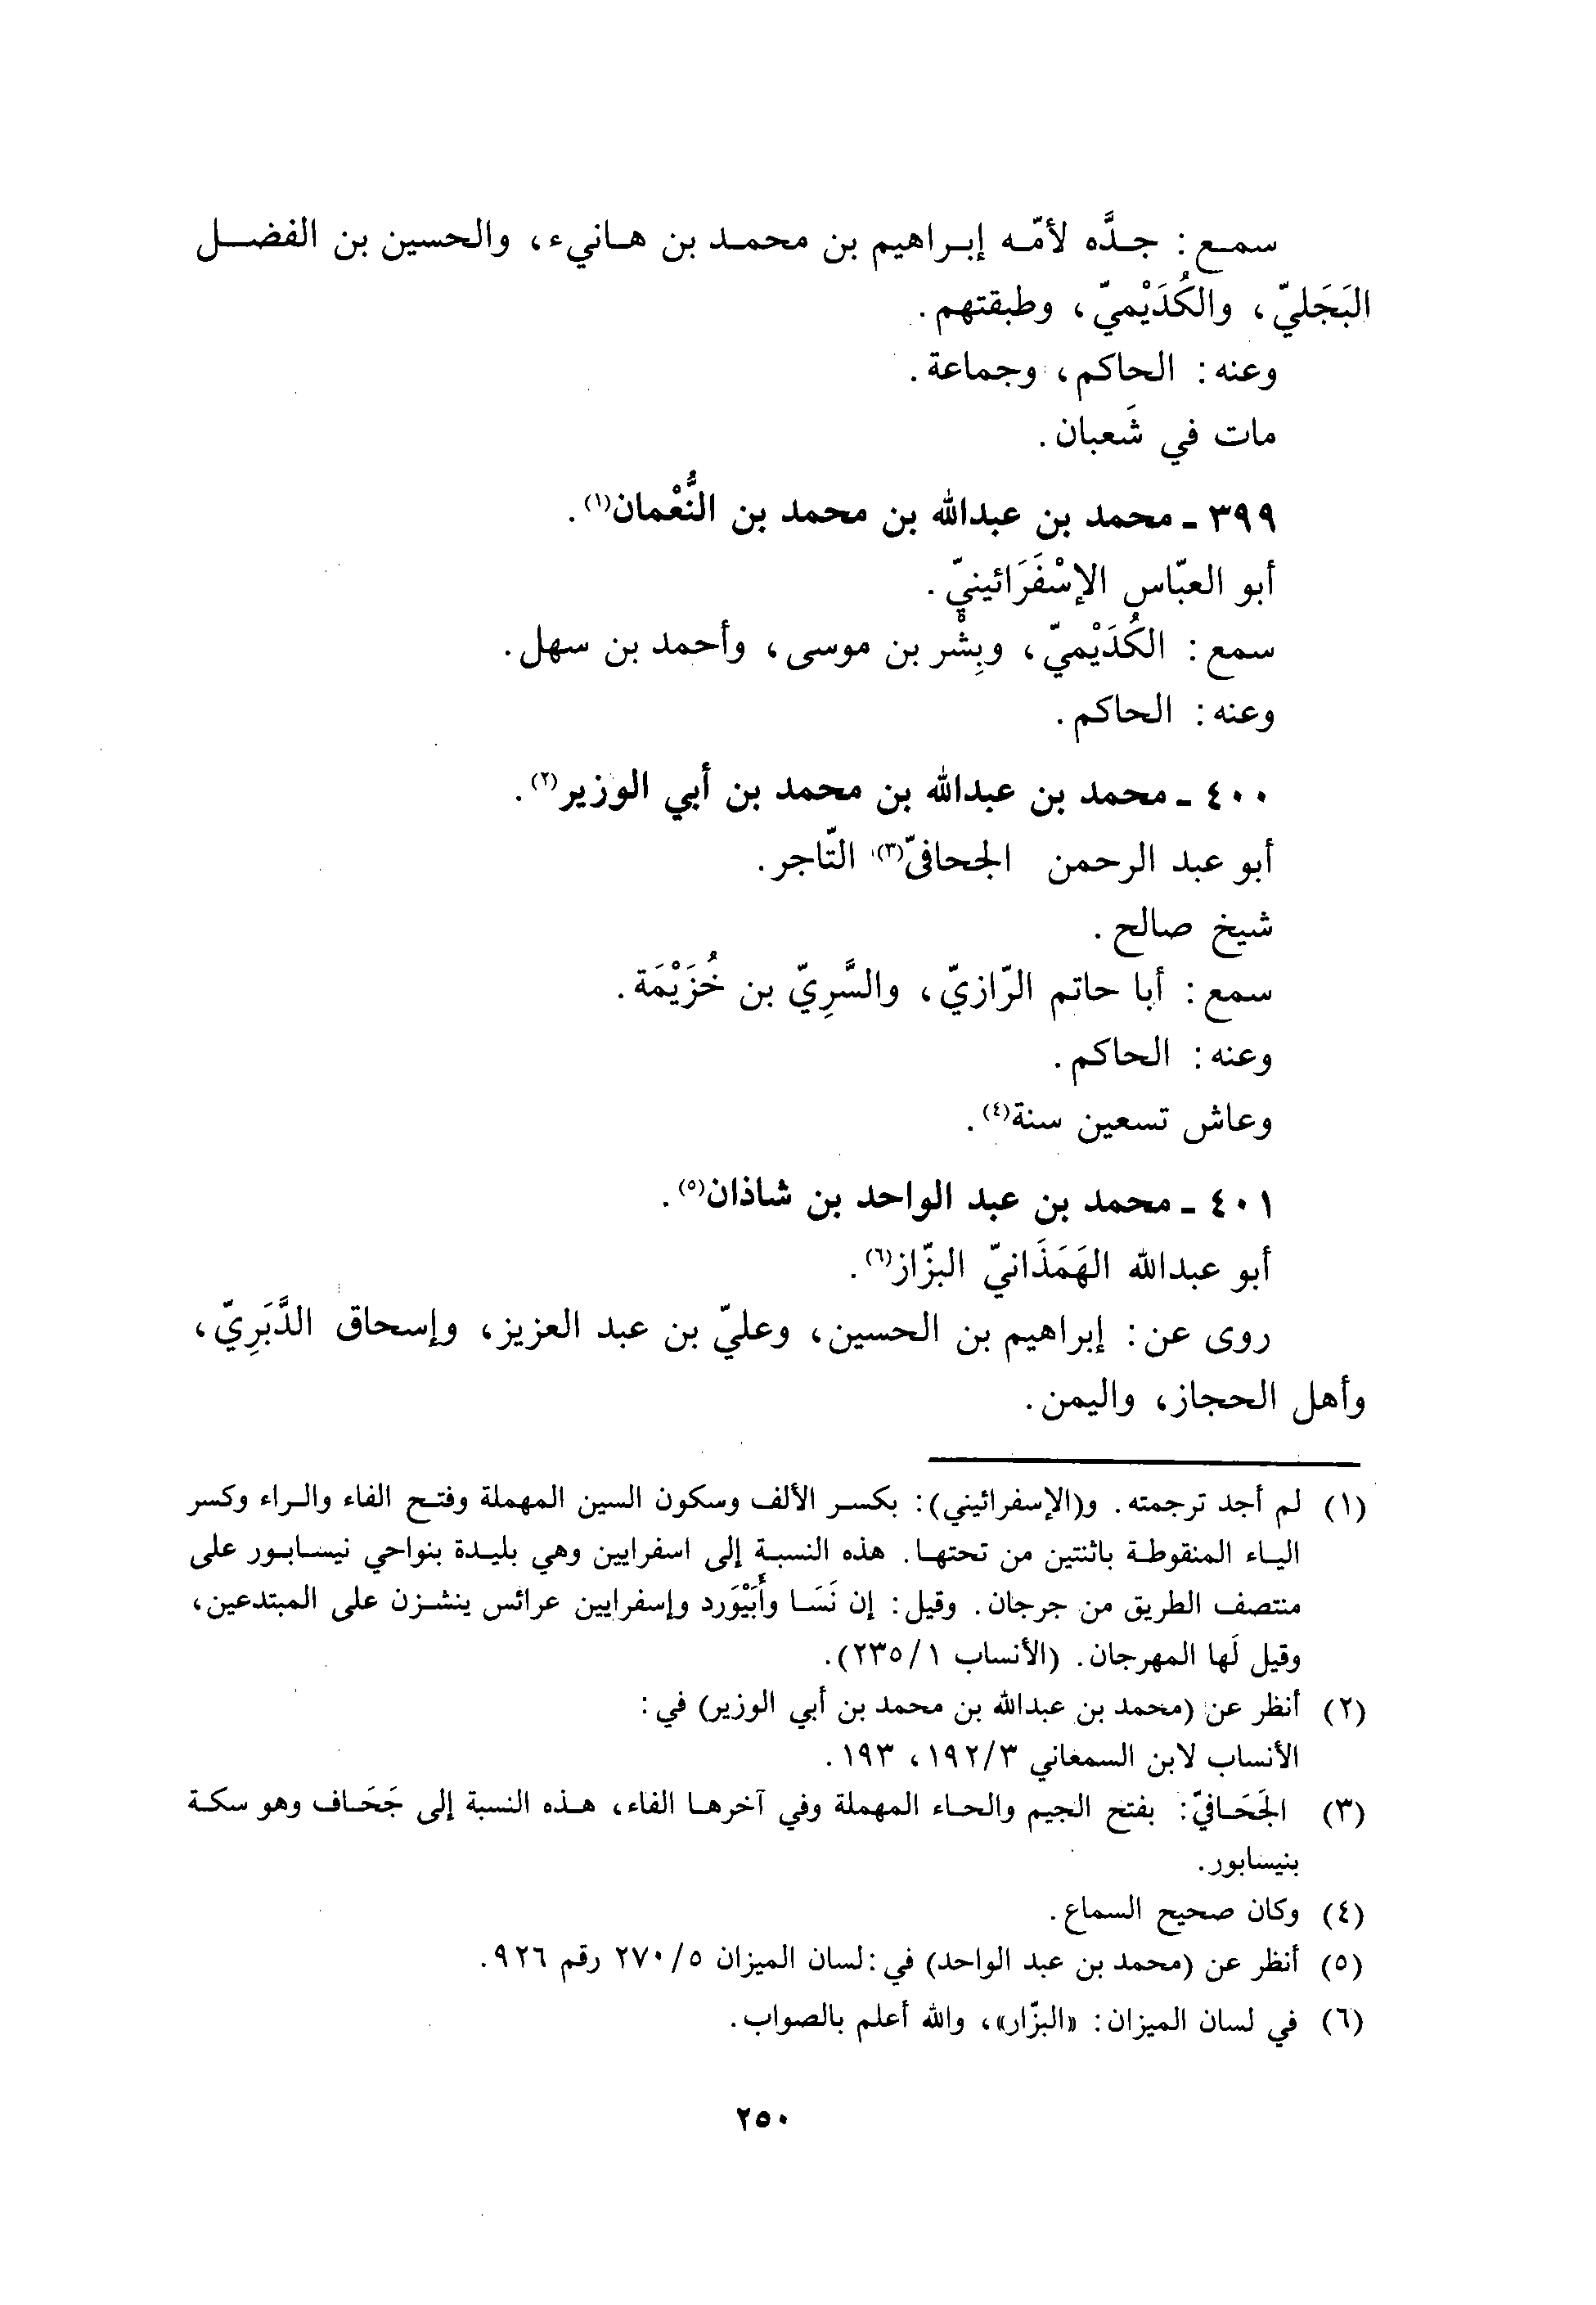 سمع: جدَّه لأمّه إبراهيم بن محمد بن هانيء، والحسين بن الفضل
البَجَليّ، والكُدَيْميّ، وطبقتهم.
وعنه: الحاكم، وجماعة.
مات في شَعبان.
٣٩٩ ـ محمد بن عبدالله بن محمد بن النُّعْمان(١).
أبو العبّاس الإسْفَرَائينيّ.
سمع: الكُدَيْميّ، وبِشْر بن موسى، وأحمد بن سهل.
وعنه: الحاكم.
٤٠٠ ـ محمد بن عبدالله بن محمد بن أبي الوزير(٢).
أبو عبد الرحمن الجحافيّ(٣) التّاجر.
شيخ صالح.
سمع: أبا حاتم الرّازيّ، والسَّرِيّ بن خُزَيْمَة.
وعنه: الحاكم.
وعاش تسعين سنة(٤).
٤٠١ ـ محمد بن عبد الواحد بن شاذان(٥).
أبو عبدالله الهَمَذَانيّ البزّاز(٦).
روى عن: إبراهيم بن الحسين، وعليّ بن عبد العزيز، وإسحاق الدَّبَرِيّ،
وأهل الحجاز، واليمن.
(١) لم أجد ترجمته. و(الإسفرائيني): بكسر الألف وسكون السين المهملة وفتح الفاء والراء وكسر
الياء المنقوطة باثنتين من تحتها. هذه النسبة إلى اسفرايين وهي بليدة بنواحي نيسابور على
منتصف الطريق من جرجان. وقيل: إن نَسَا وأَبَيْوَرد وإسفرايين عرائس ينشزن على المبتدعين،
وقيل لَها المهرجان. (الأنساب ١/ ٢٣٥).
(٢) أنظر عن (محمد بن عبدالله بن محمد بن أبي الوزير) في:
الأنساب لابن السمعاني ٣/ ١٩٢، ١٩٣.
(٣) الجَحَافيّ: بفتح الجيم والحاء المهملة وفي آخرها الفاء، هذه النسبة إلى جَحَاف وهو سكة
بنيسابور.
(٤) وكان صحيح السماع.
(٥) أنظر عن (محمد بن عبد الواحد) في: لسان الميزان ٥/ ٢٧٠ رقم ٩٢٦.
(٦) في لسان الميزان: «البزّار»، والله أعلم بالصواب.
٢٥٠